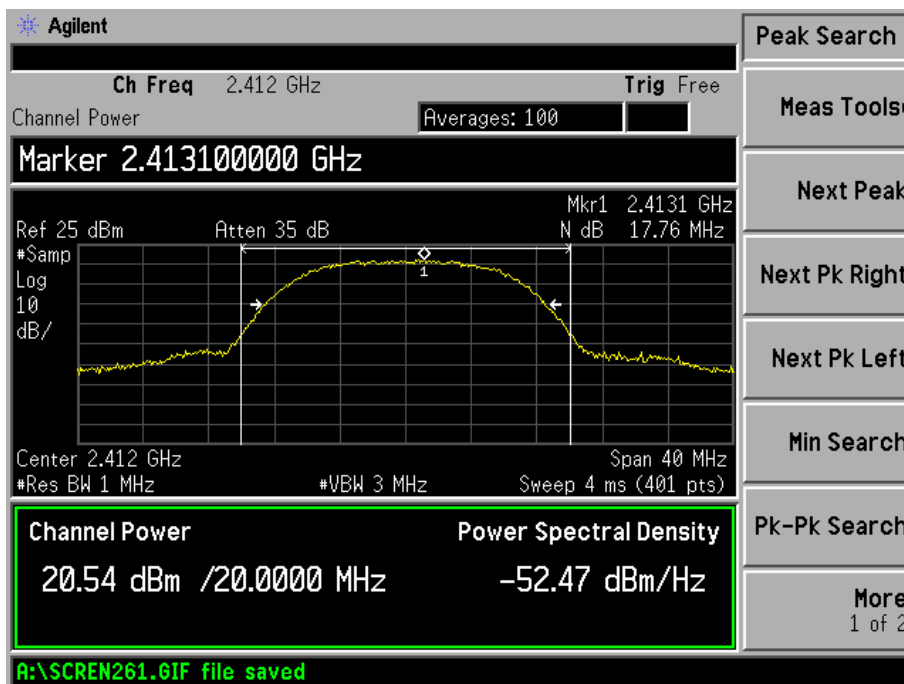 Agilent
Peak Search
Ch Freq 2.412 GHz Trig Free
Channel Power Averages: 100
Meas Tools
Marker 2.413100000 GHz
Next Peak
Mkr1 2.4131 GHz
Ref 25 dBm Atten 35 dB N dB 17.76 MHz
#Samp
Log
10
dB/
1
Next Pk Right
Next Pk Left
Center 2.412 GHz Span 40 MHz
#Res BW 1 MHz #VBW 3 MHz Sweep 4 ms (401 pts)
Min Search
Channel Power Power Spectral Density
20.54 dBm /20.0000 MHz -52.47 dBm/Hz
Pk-Pk Search
More
1 of 2
A:\SCREN261.GIF file saved